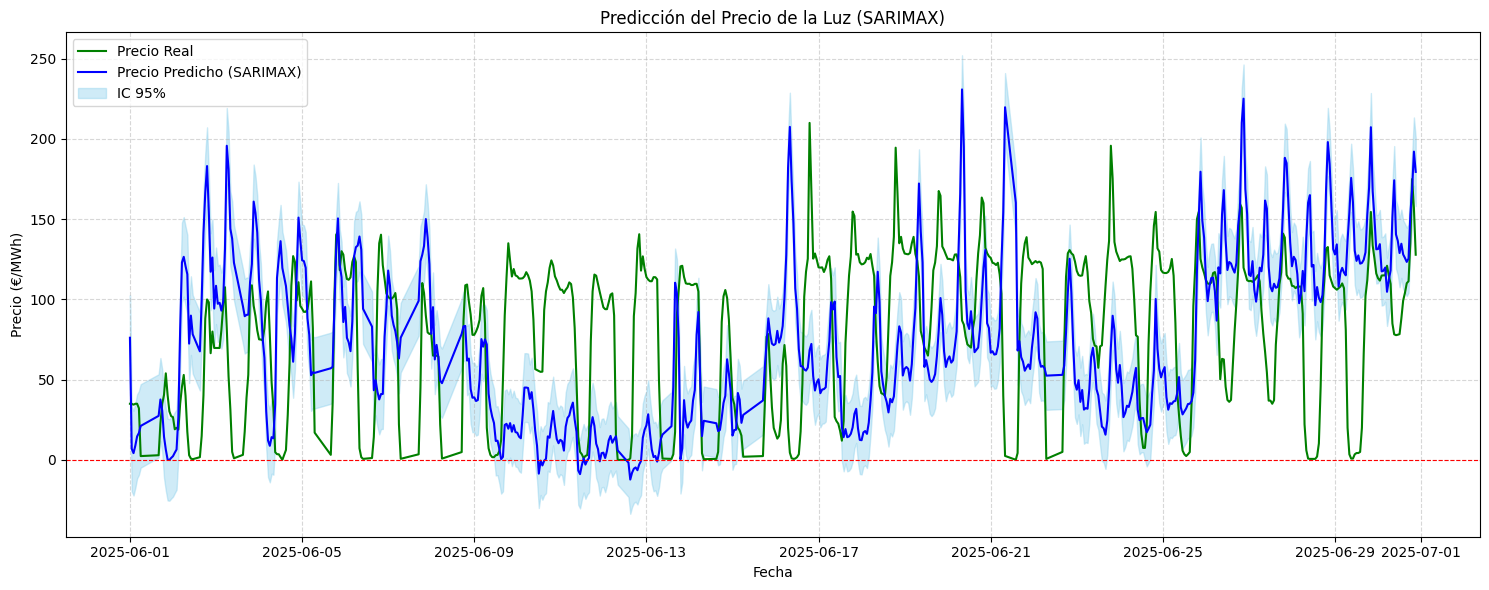 Predicción del Precio de la Luz (SARIMAX)
Precio Real
Precio Predicho (SARIMAX)
IC 95%
250
200
150
100
50
0
Precio (€/MWh)
2025-06-01
2025-06-05
2025-06-09
2025-06-13
2025-06-17
2025-06-21
2025-06-25
2025-06-29
2025-07-01
Fecha